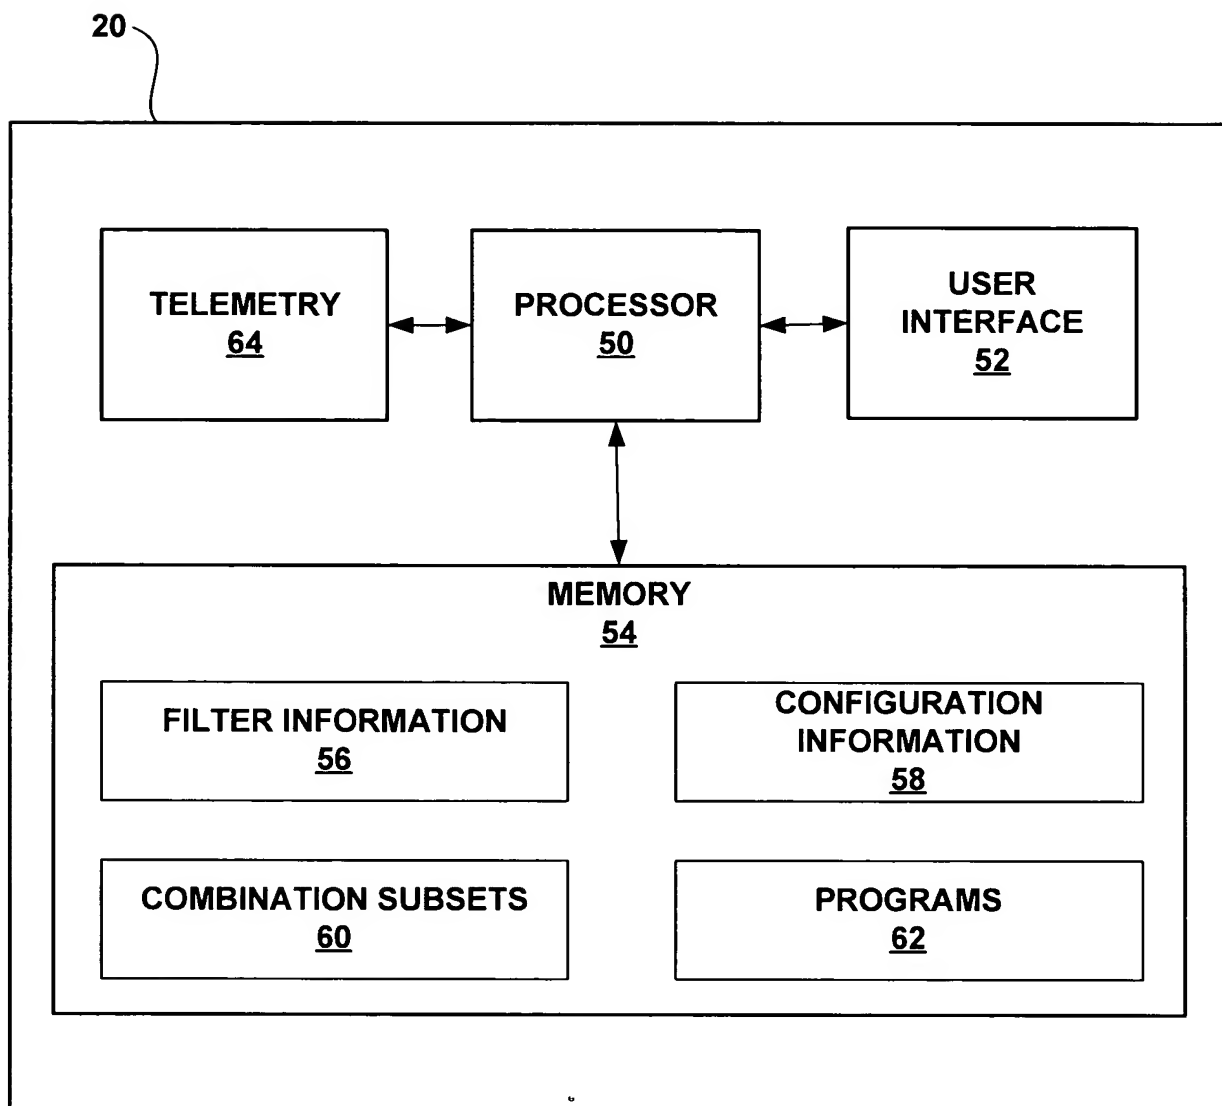 20
TELEMETRY
64
PROCESSOR
50
USER
INTERFACE
52
MEMORY
54
FILTER INFORMATION
56
CONFIGURATION
INFORMATION
58
COMBINATION SUBSETS
60
PROGRAMS
62